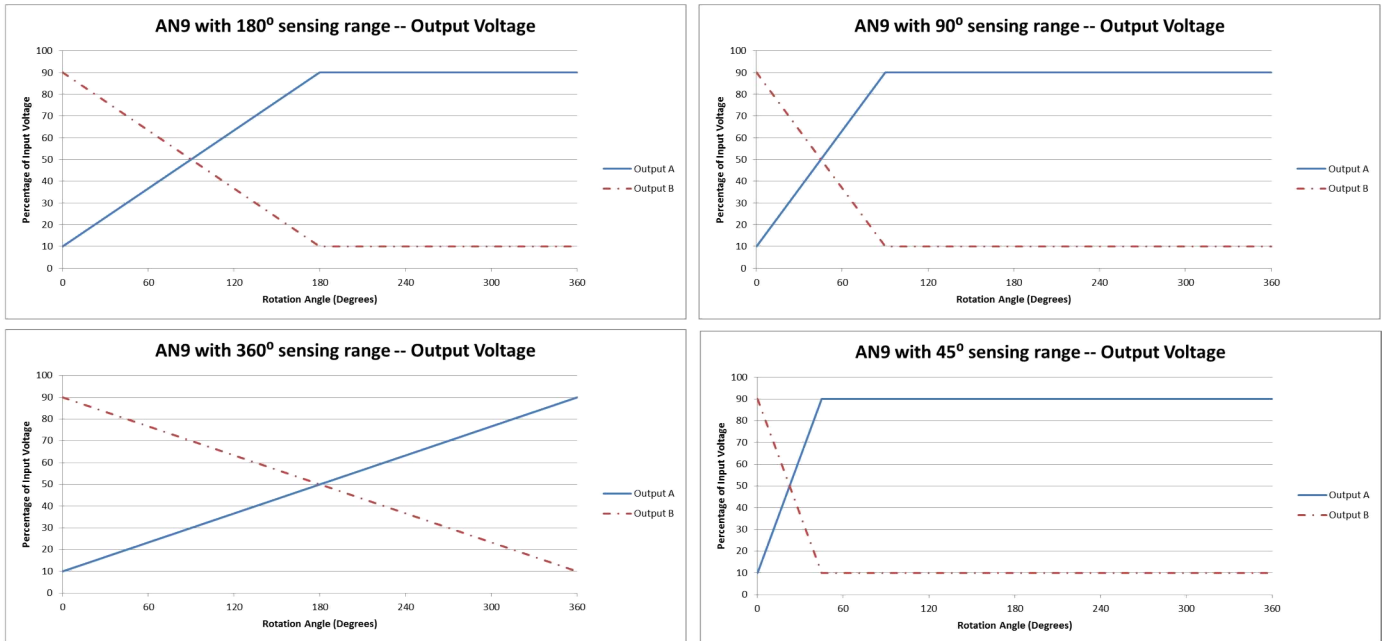 AN9 with 180⁰ sensing range -- Output Voltage
100
90
80
70
60
50
40
30
20
10
0
Percentage of Input Voltage
0 60 120 180 240 300 360
Rotation Angle (Degrees)
Output A
Output B
AN9 with 90⁰ sensing range -- Output Voltage
100
90
80
70
60
50
40
30
20
10
0
Percentage of Input Voltage
0 60 120 180 240 300 360
Rotation Angle (Degrees)
Output A
Output B
AN9 with 360⁰ sensing range -- Output Voltage
100
90
80
70
60
50
40
30
20
10
0
Percentage of Input Voltage
0 60 120 180 240 300 360
Rotation Angle (Degrees)
Output A
Output B
AN9 with 45⁰ sensing range -- Output Voltage
100
90
80
70
60
50
40
30
20
10
0
Percentage of Input Voltage
0 60 120 180 240 300 360
Rotation Angle (Degrees)
Output A
Output B